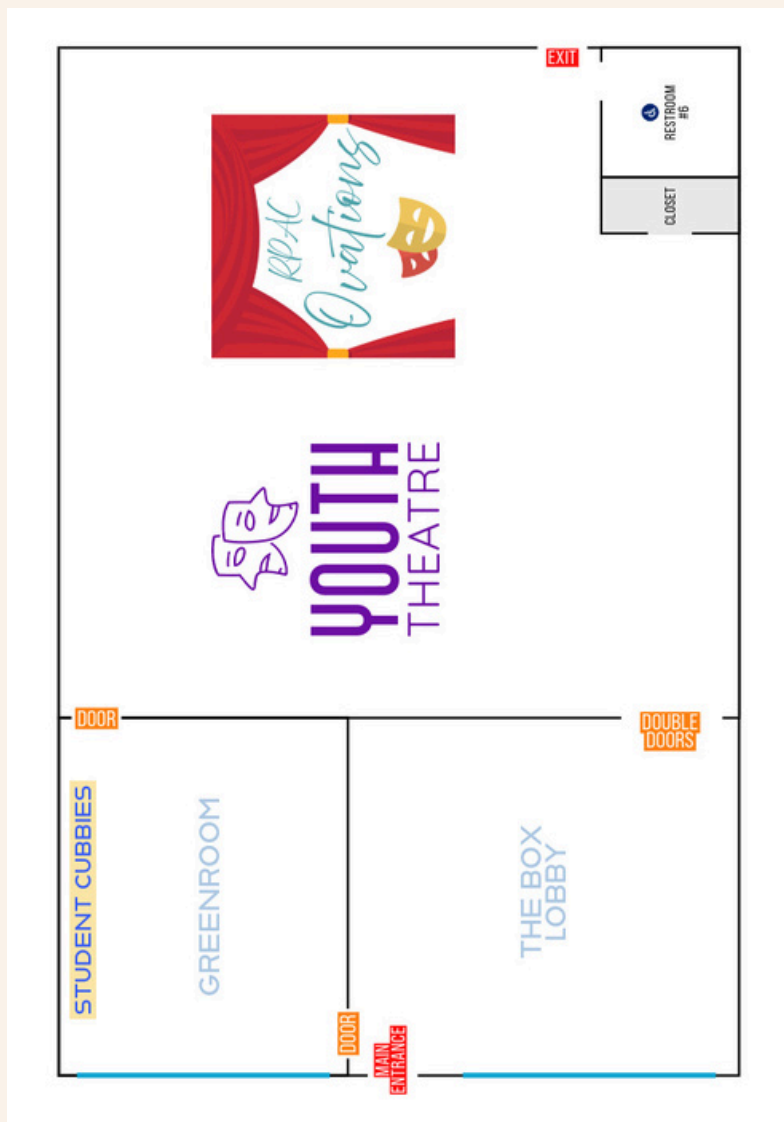 EXIT
RESTROOM
#6
CLOSET
RPAC
Ovations
YOUTH
THEATRE
DOOR
DOUBLE
DOORS
STUDENT CUBBIES
GREENROOM
THE BOX
LOBBY
DOOR
MAIN
ENTRANCE